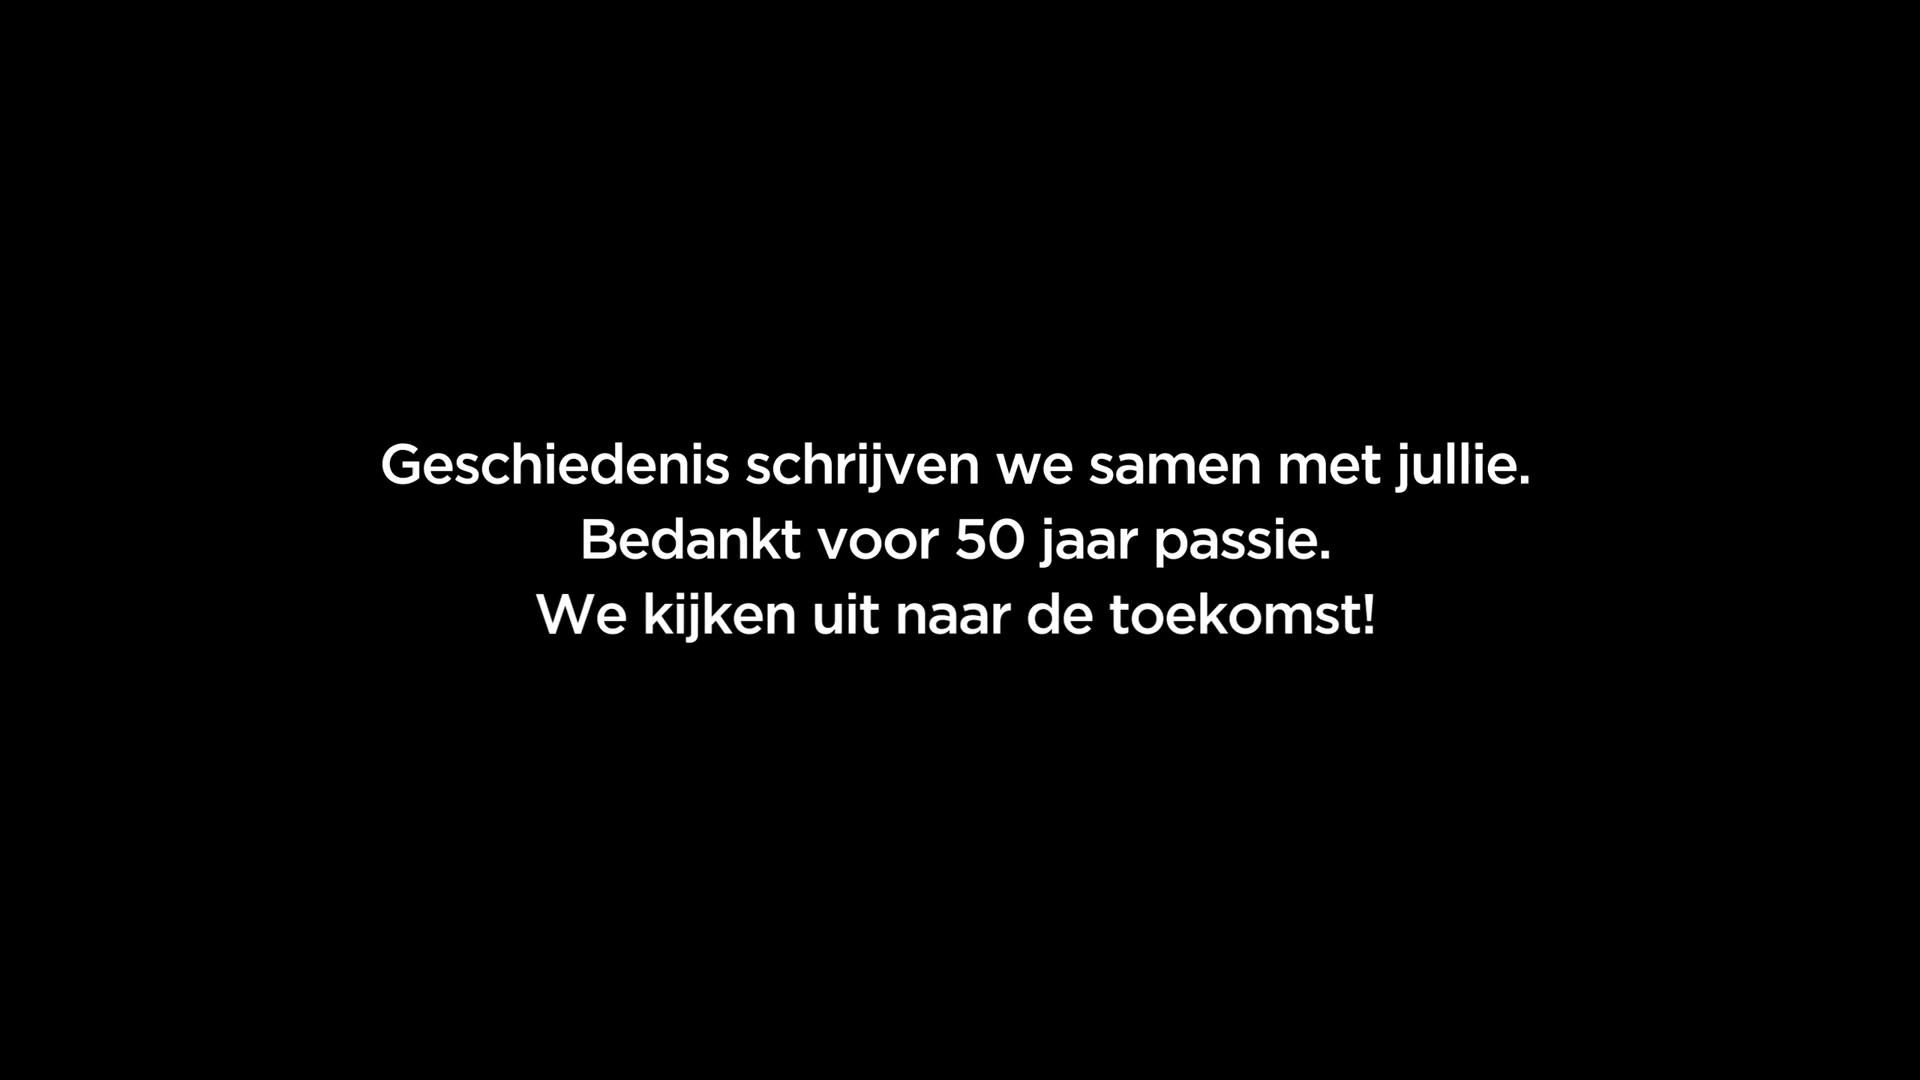 Geschiedenis schrijven we samen met jullie.
Bedankt voor 50 jaar passie.
We kijken uit naar de toekomst!